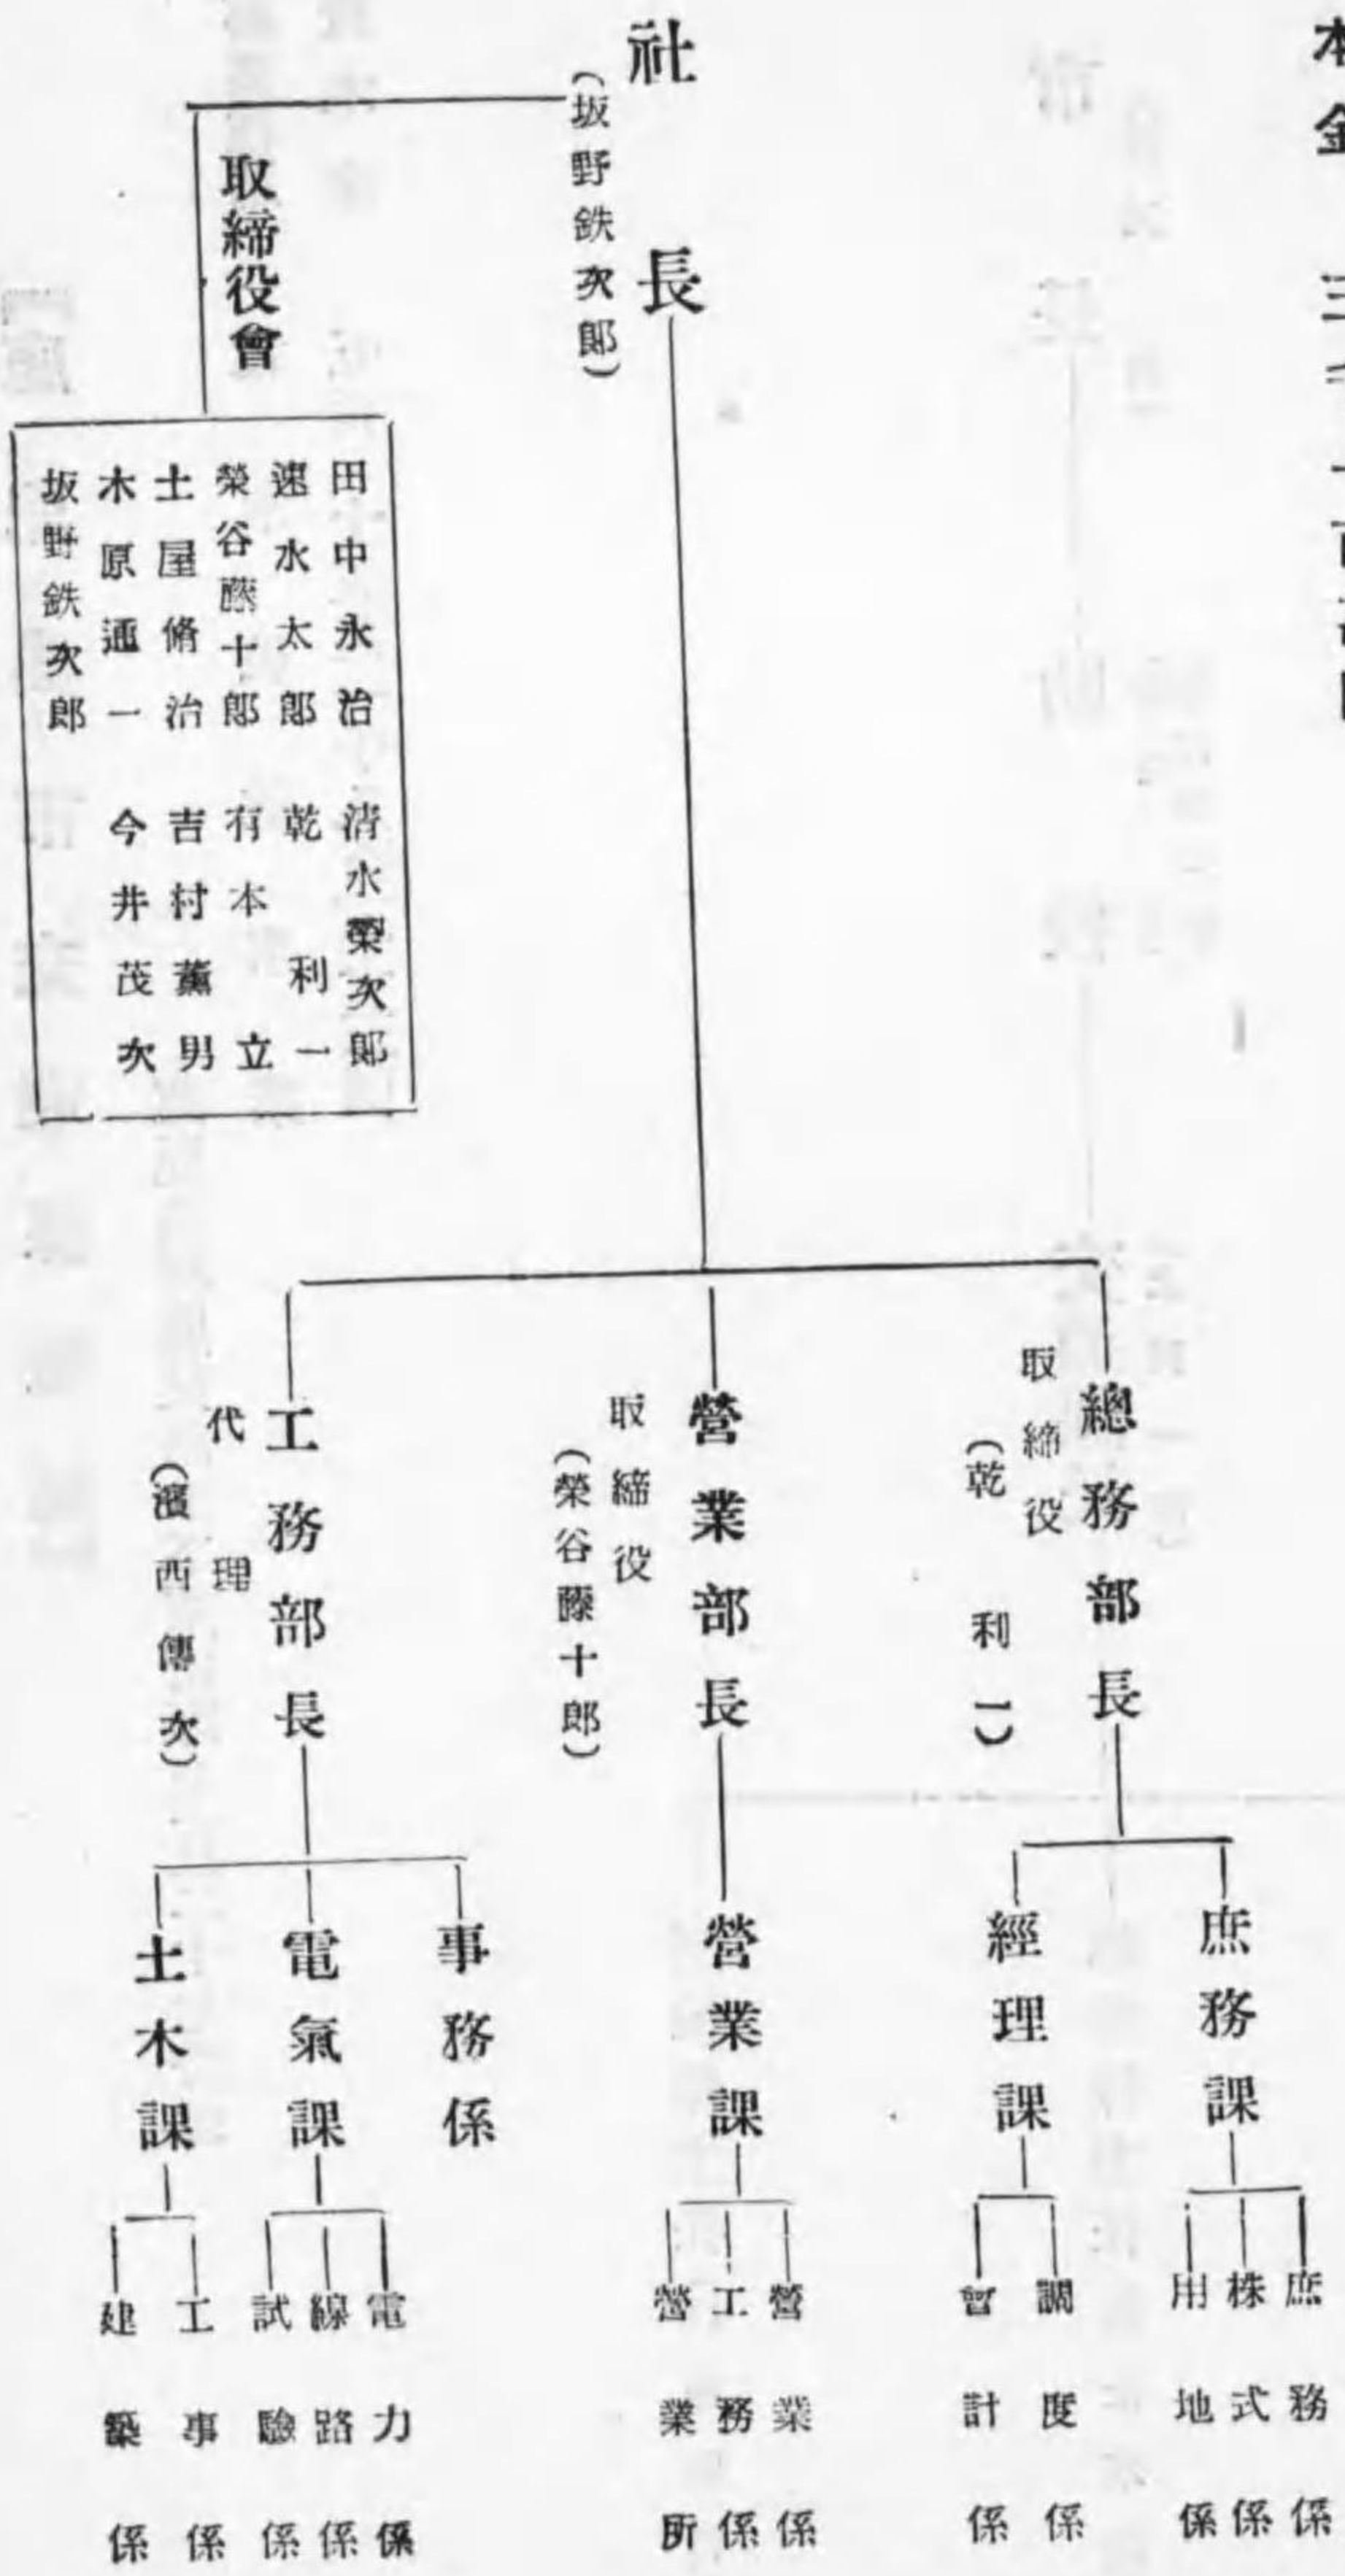 社長
（坂野鉄次郎）
取締役會
田中永治
清水榮次郎
速水太郎
乾利一
榮谷藤十郎
有本立
土屋脩治
吉村薰男
木原通一
今井茂次
坂野鉄次郎
總務部長
取締役
（乾利一）
庶務課
庶務係
株式係
用地係
經理課
調度係
會計係
營業部長
取締役
（榮谷藤十郎）
營業課
營業係
工務係
營業所
工務部長
代理
（濱西傳次）
事務係
電氣課
電力係
線路係
試驗係
土木課
工事係
建築係